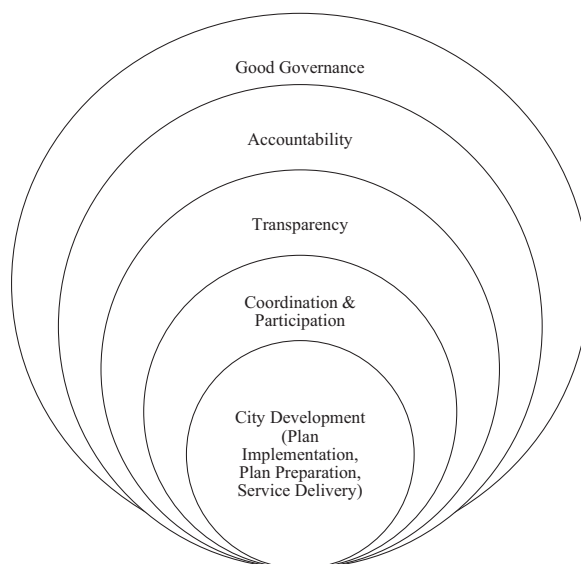 Good Governance
Accountability
Transparency
Coordination &
Participation
City Development
(Plan
Implementation,
Plan Preparation,
Service Delivery)